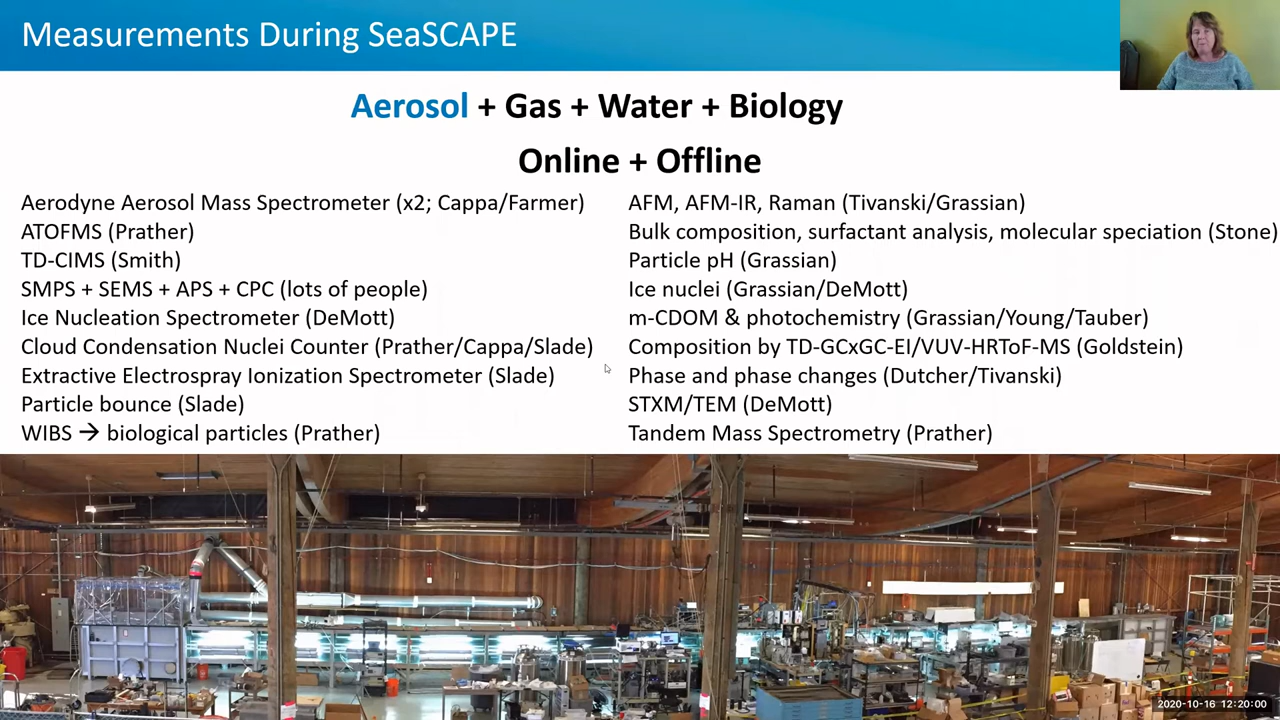 Measurements During SeaSCAPE
Aerosol + Gas + Water + Biology
Online + Offline
Aerodyne Aerosol Mass Spectrometer (x2; Cappa/Farmer)
ATOFMS (Prather)
TD-CIMS (Smith)
SMPS + SEMS + APS + CPC (lots of people)
Ice Nucleation Spectrometer (DeMott)
Cloud Condensation Nuclei Counter (Prather/Cappa/Slade)
Extractive Electrospray Ionization Spectrometer (Slade)
Particle bounce (Slade)
WIBS → biological particles (Prather)
AFM, AFM-IR, Raman (Tivanski/Grassian)
Bulk composition, surfactant analysis, molecular speciation (Stone)
Particle pH (Grassian)
Ice nuclei (Grassian/DeMott)
m-CDOM & photochemistry (Grassian/Young/Tauber)
Composition by TD-GCxGC-EI/VUV-HRToF-MS (Goldstein)
Phase and phase changes (Dutcher/Tivanski)
STXM/TEM (DeMott)
Tandem Mass Spectrometry (Prather)
2020-10-16 12:20:00